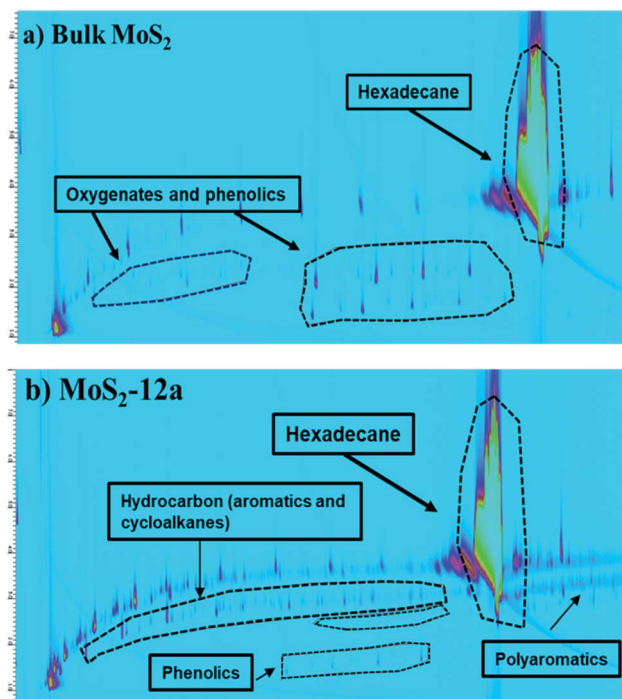 a) Bulk MoS₂
Hexadecane
Oxygenates and phenolics
b) MoS₂-12a
Hexadecane
Hydrocarbon (aromatics and
cycloalkanes)
Phenolics
Polyaromatics